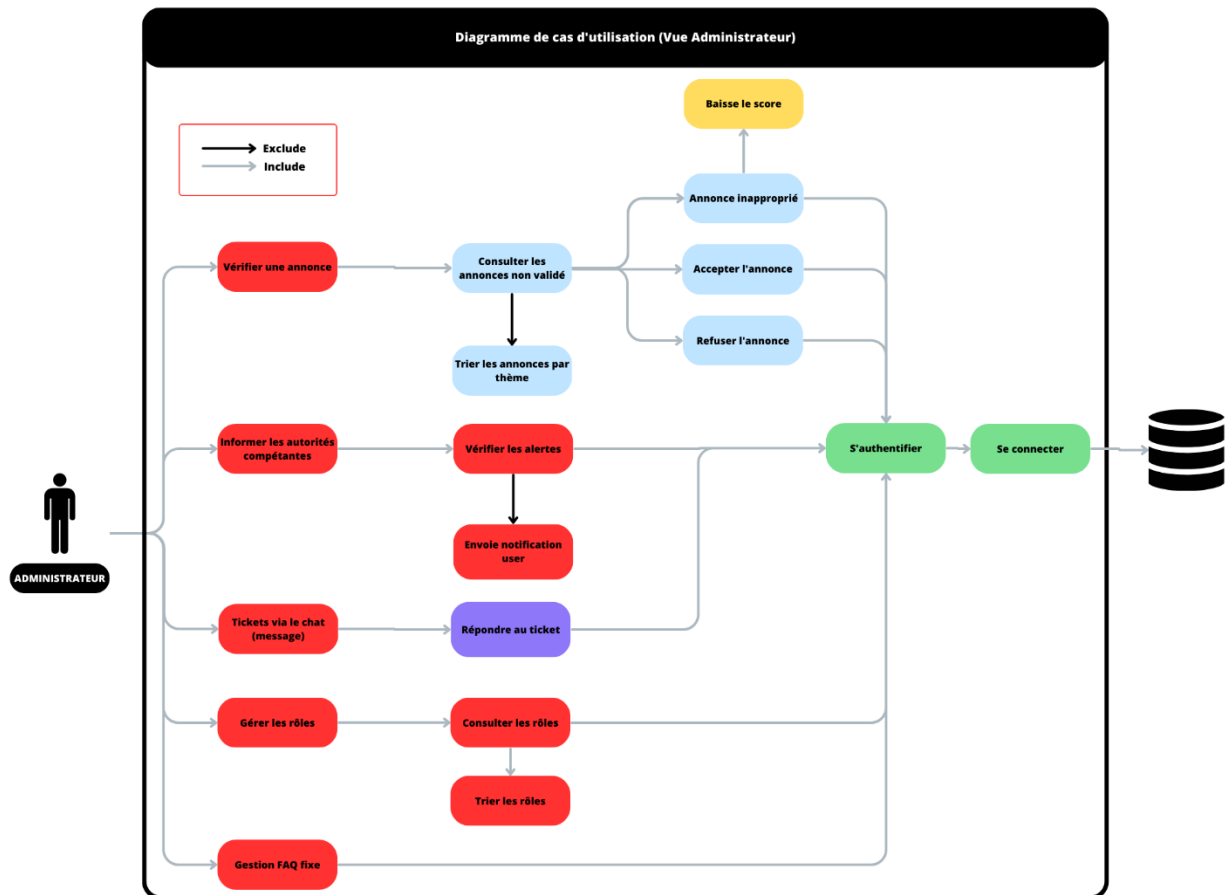 Diagramme de cas d'utilisation (Vue Administrateur)
Baisse le score
Exclude
Include
Annonce inapproprié
Vérifier une annonce
Consulter les
annonces non validé
Accepter l'annonce
Refuser l'annonce
Trier les annonces par
thème
Informer les autorités
compétantes
Vérifier les alertes
S'authentifier
Se connecter
Envoie notification
user
ADMINISTRATEUR
Tickets via le chat
(message)
Répondre au ticket
Gérer les rôles
Consulter les rôles
Trier les rôles
Gestion FAQ fixe